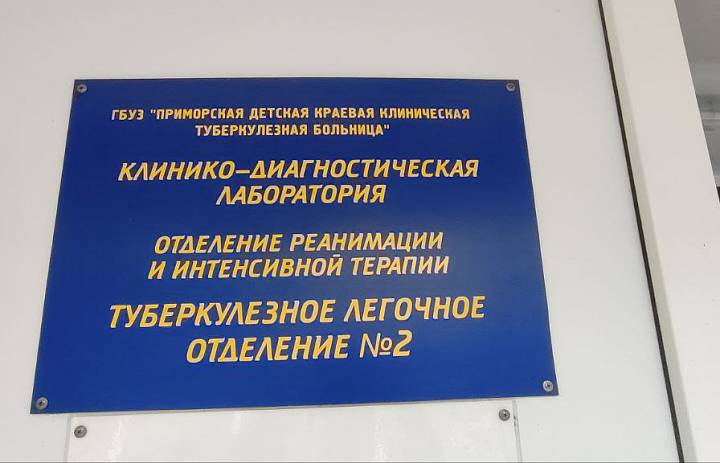 ГБУЗ "ПРИМОРСКАЯ ДЕТСКАЯ КРАЕВАЯ КЛИНИЧЕСКАЯ
ТУБЕРКУЛЕЗНАЯ БОЛЬНИЦА"
КЛИНИКО-ДИАГНОСТИЧЕСКАЯ
ЛАБОРАТОРИЯ
ОТДЕЛЕНИЕ РЕАНИМАЦИИ
И ИНТЕНСИВНОЙ ТЕРАПИИ
ТУБЕРКУЛЕЗНОЕ ЛЕГОЧНОЕ
ОТДЕЛЕНИЕ №2